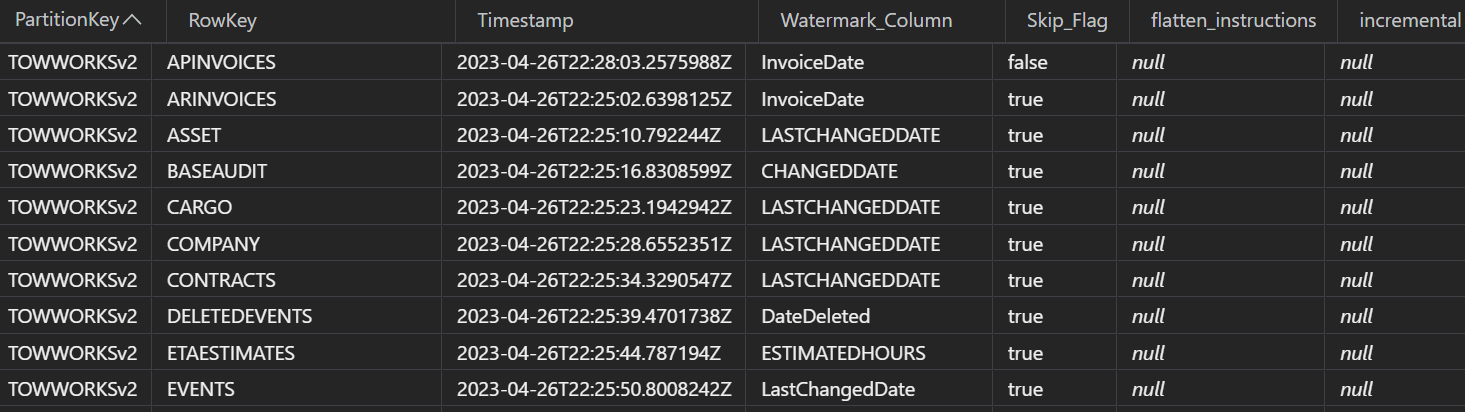 PartitionKey RowKey Timestamp Watermark_Column Skip_Flag flatten_instructions incremental
TOWWORKSv2 APINVOICES 2023-04-26T22:28:03.2575988Z InvoiceDate false null null
TOWWORKSv2 ARINVOICES 2023-04-26T22:25:02.6398125Z InvoiceDate true null null
TOWWORKSv2 ASSET 2023-04-26T22:25:10.792244Z LASTCHANGEDDATE true null null
TOWWORKSv2 BASEAUDIT 2023-04-26T22:25:16.8308599Z CHANGEDDATE true null null
TOWWORKSv2 CARGO 2023-04-26T22:25:23.1942942Z LASTCHANGEDDATE true null null
TOWWORKSv2 COMPANY 2023-04-26T22:25:28.6552351Z LASTCHANGEDDATE true null null
TOWWORKSv2 CONTRACTS 2023-04-26T22:25:34.3290547Z LASTCHANGEDDATE true null null
TOWWORKSv2 DELETEDEVENTS 2023-04-26T22:25:39.4701738Z DateDeleted true null null
TOWWORKSv2 ETAESTIMATES 2023-04-26T22:25:44.787194Z ESTIMATEDHOURS true null null
TOWWORKSv2 EVENTS 2023-04-26T22:25:50.8008242Z LastChangedDate true null null